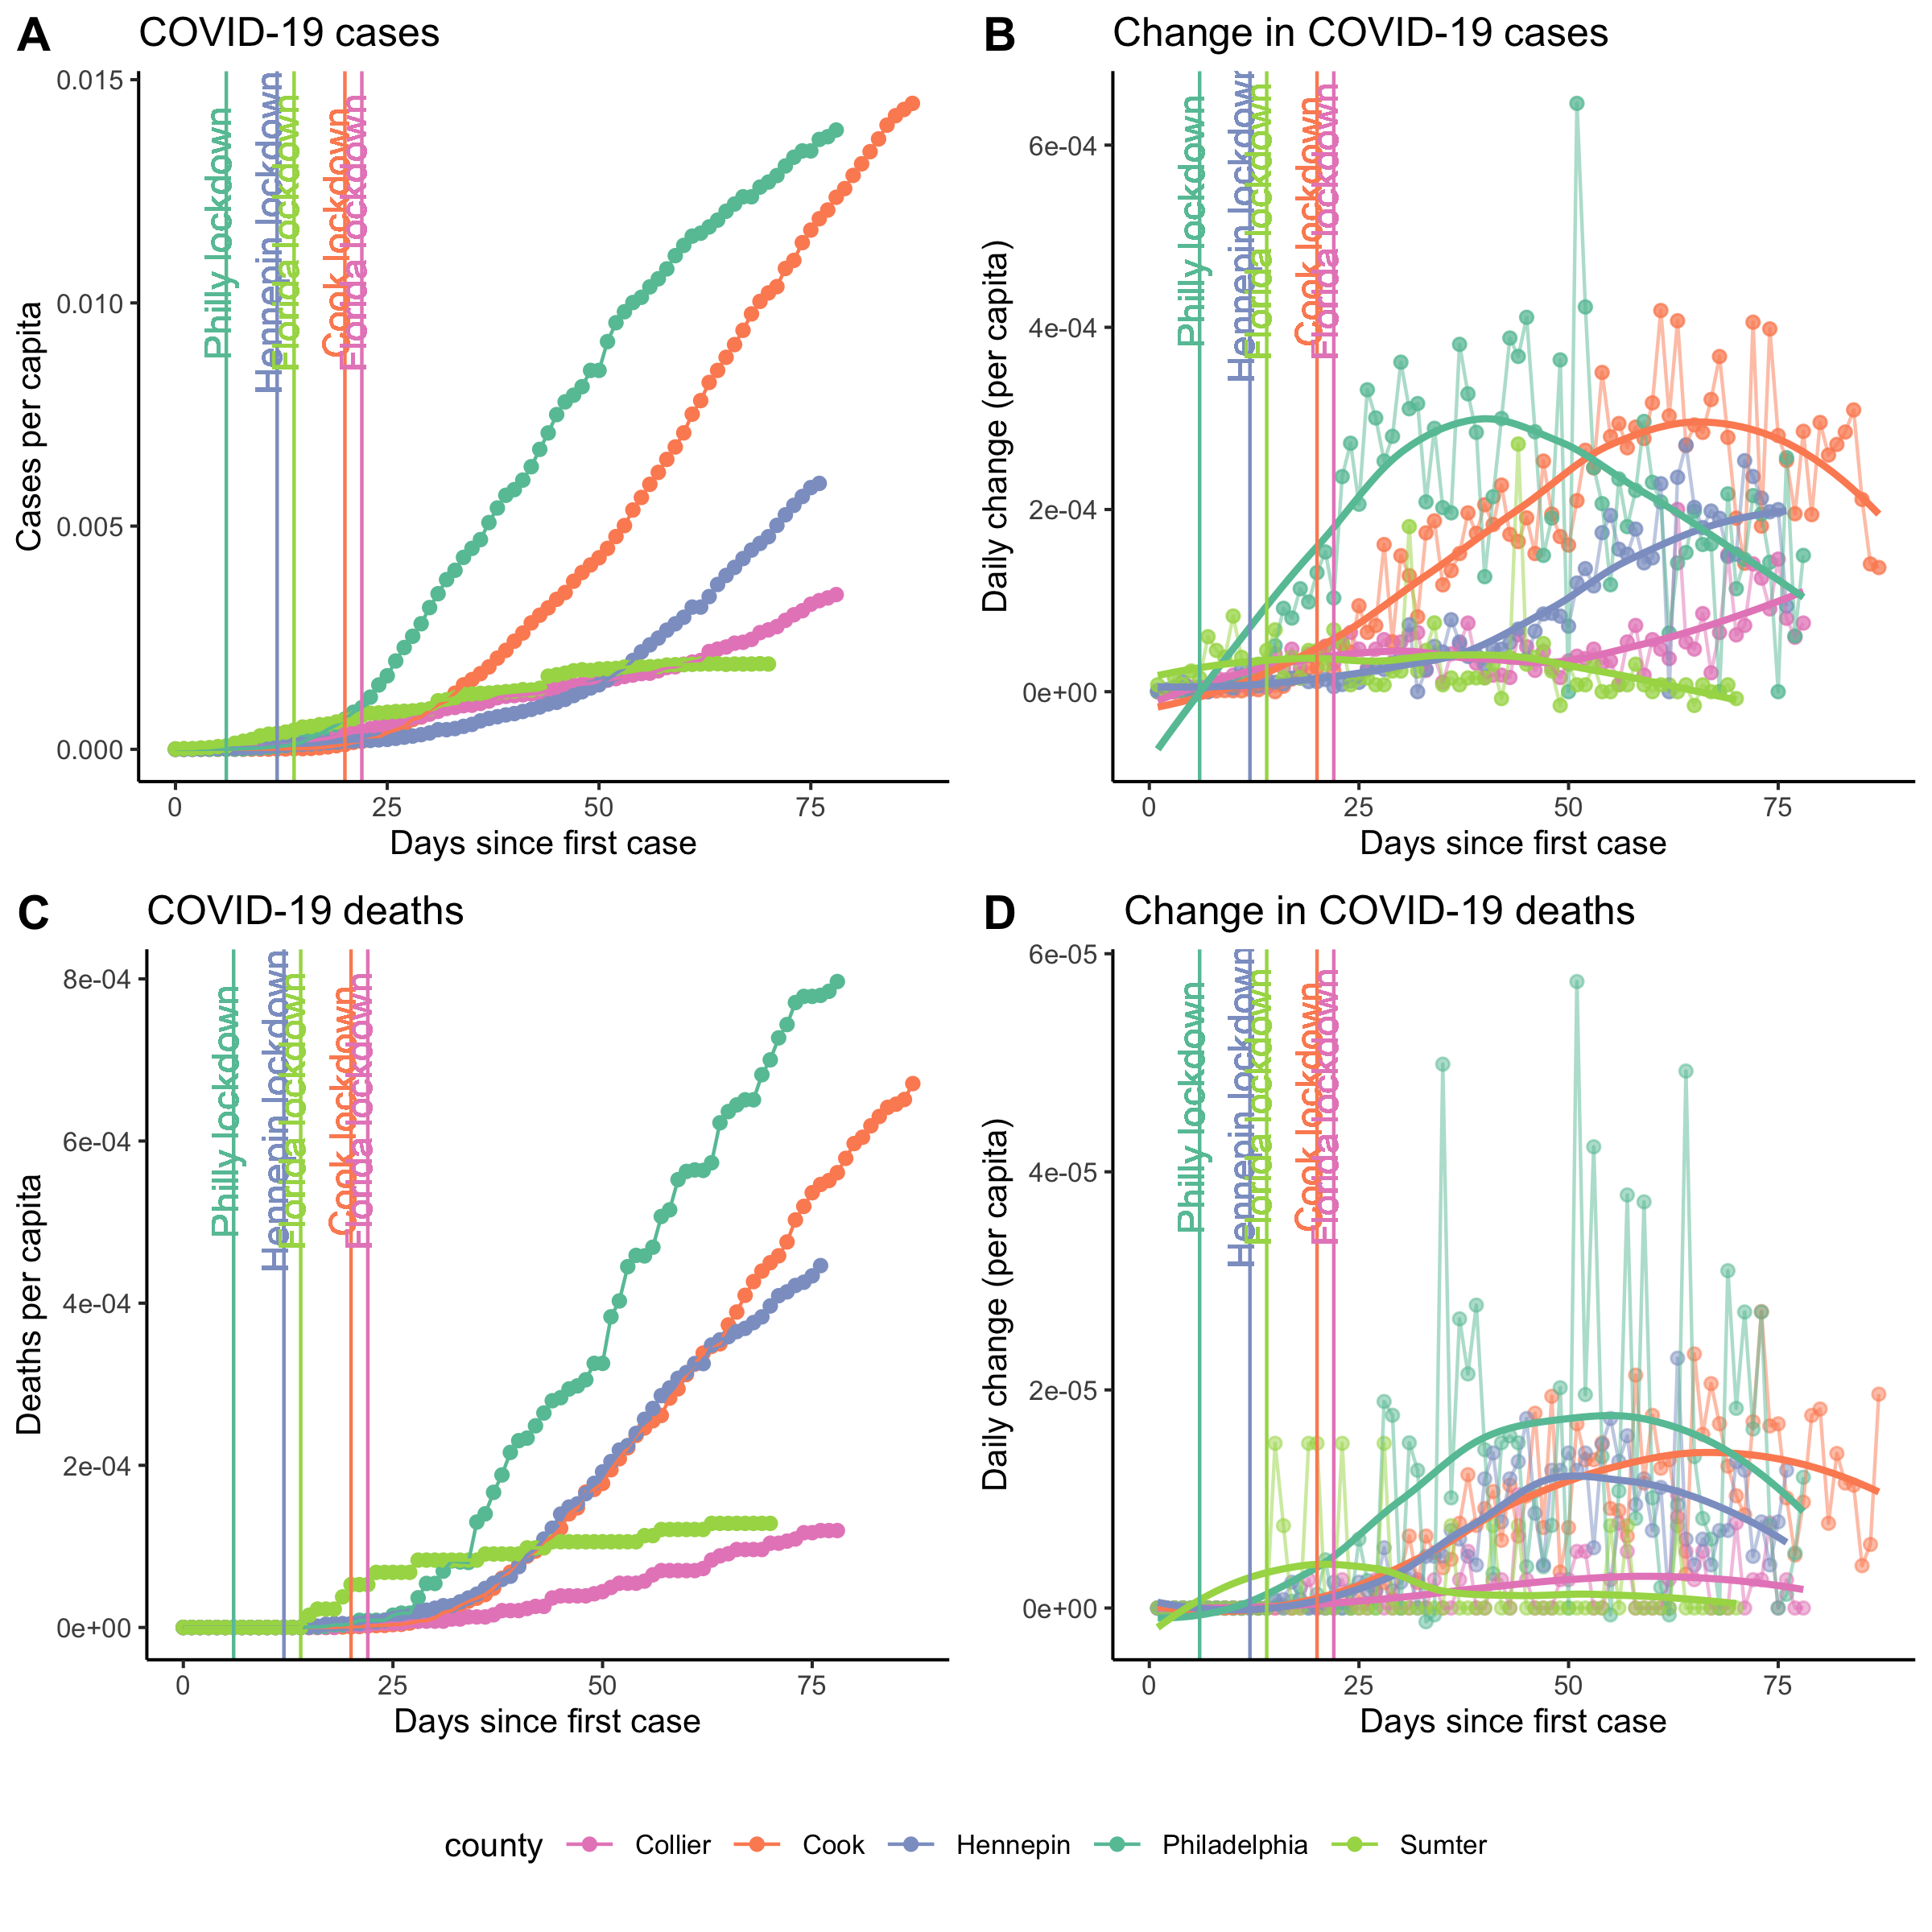 A COVID-19 cases
0.015
0.010
0.005
0.000
Cases per capita
Philly lockdown
Hennepin lockdown
Florida lockdown
Cook lockdown
Florida lockdown
0 25 50 75
Days since first case
B Change in COVID-19 cases
6e-04
4e-04
2e-04
0e+00
Daily change (per capita)
Philly lockdown
Hennepin lockdown
Florida lockdown
Cook lockdown
Florida lockdown
0 25 50 75
Days since first case
C COVID-19 deaths
8e-04
6e-04
4e-04
2e-04
0e+00
Deaths per capita
Philly lockdown
Hennepin lockdown
Florida lockdown
Cook lockdown
Florida lockdown
0 25 50 75
Days since first case
D Change in COVID-19 deaths
6e-05
4e-05
2e-05
0e+00
Daily change (per capita)
Philly lockdown
Hennepin lockdown
Florida lockdown
Cook lockdown
Florida lockdown
0 25 50 75
Days since first case
county Collier Cook Hennepin Philadelphia Sumter